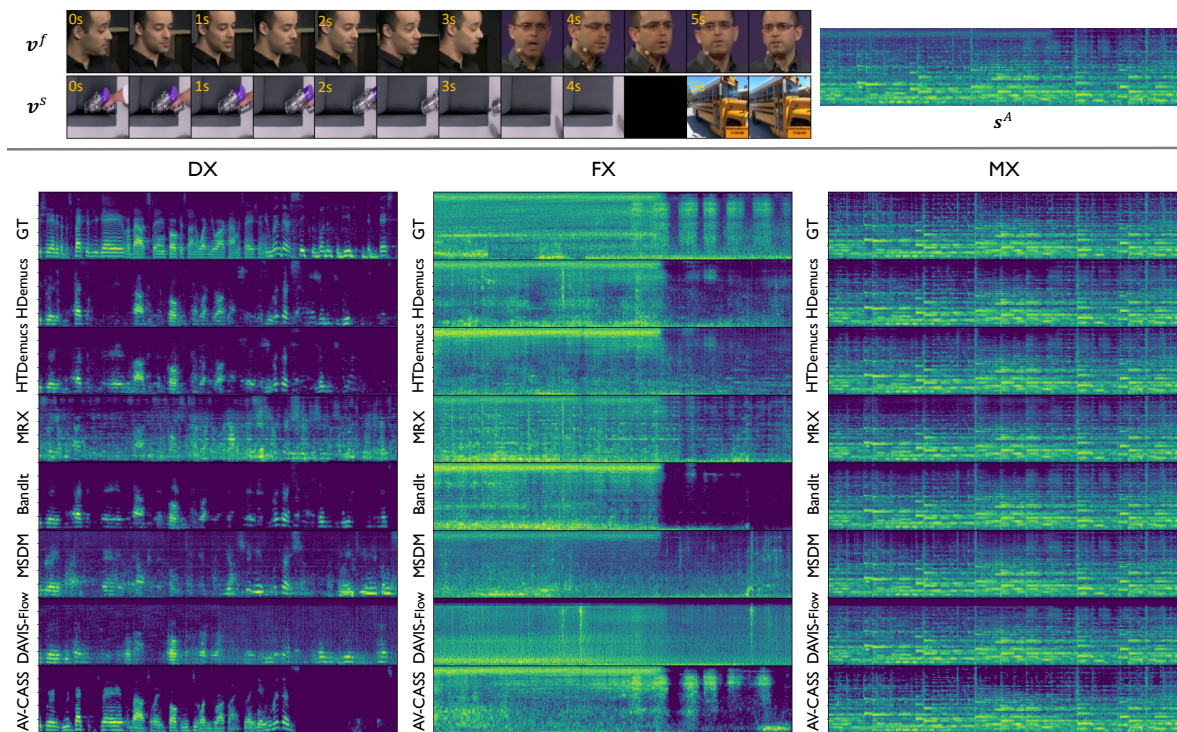 v^f
0s 1s 2s 3s 4s 5s
v^s
0s 1s 2s 3s 4s 5s
s^A
DX FX MX
GT GT GT
HDemucs HDemucs HDemucs
HTDemucs HTDemucs HTDemucs
MRX MRX MRX
BandIt BandIt BandIt
MSDM MSDM MSDM
DAVIS-Flow DAVIS-Flow DAVIS-Flow
AV-CASS AV-CASS AV-CASS